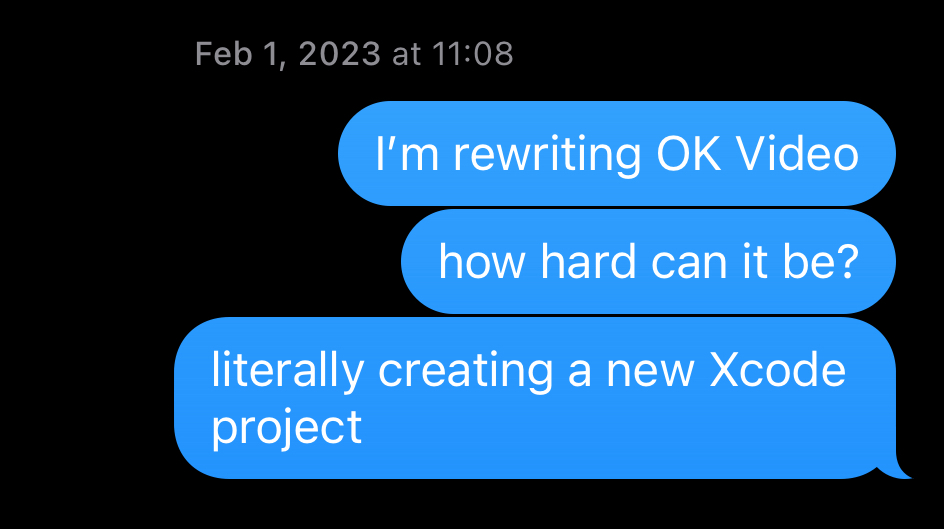 Feb 1, 2023 at 11:08
I’m rewriting OK Video
how hard can it be?
literally creating a new Xcode
project